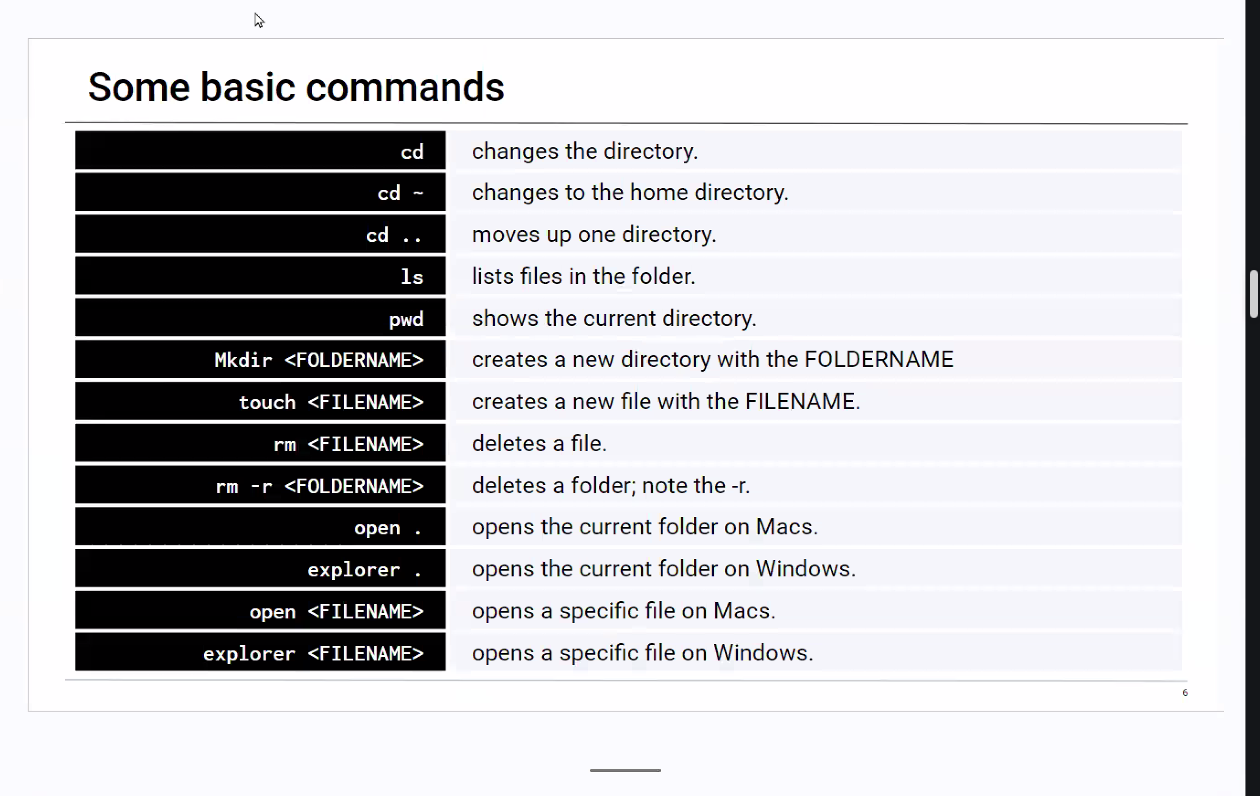 Some basic commands
cd changes the directory.
cd ~ changes to the home directory.
cd .. moves up one directory.
ls lists files in the folder.
pwd shows the current directory.
Mkdir <FOLDERNAME> creates a new directory with the FOLDERNAME
touch <FILENAME> creates a new file with the FILENAME.
rm <FILENAME> deletes a file.
rm -r <FOLDERNAME> deletes a folder; note the -r.
open . opens the current folder on Macs.
explorer . opens the current folder on Windows.
open <FILENAME> opens a specific file on Macs.
explorer <FILENAME> opens a specific file on Windows.
6